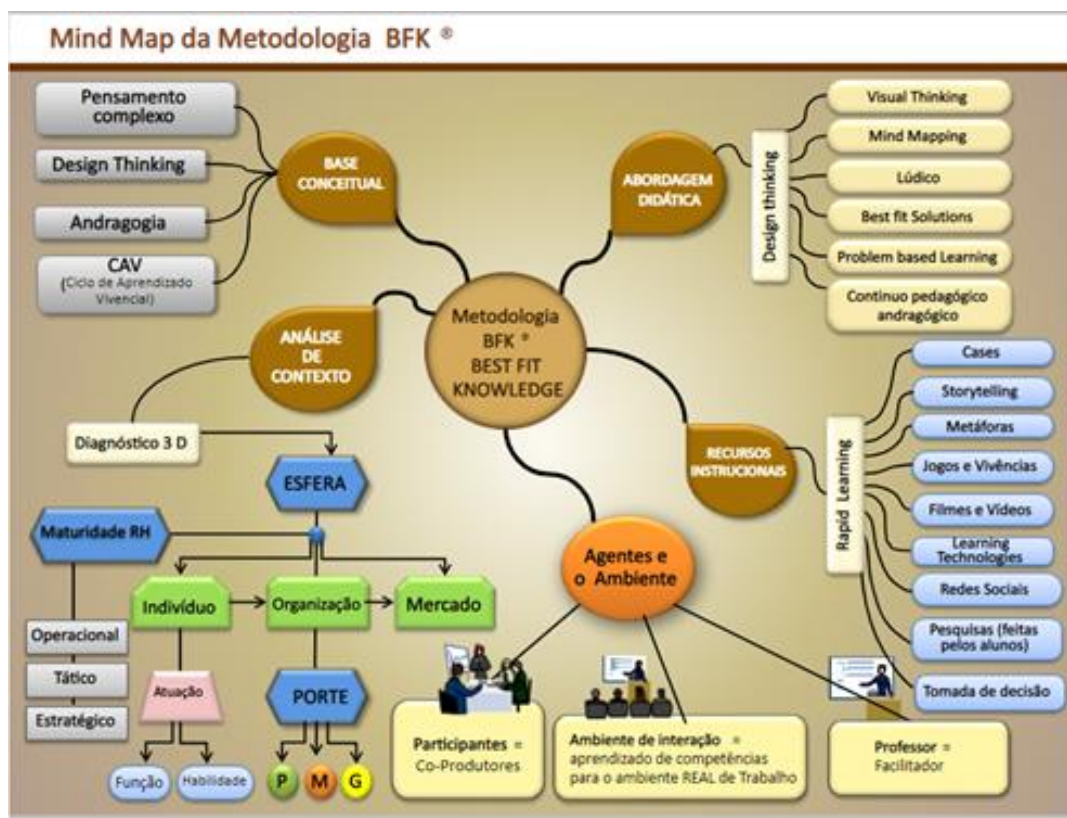 Mind Map da Metodologia BFK ®
Pensamento
complexo
Design Thinking
Andragogia
CAV
(Ciclo de Aprendizado
Vivencial)
BASE
CONCEITUAL
ABORDAGEM
DIDÁTICA
Design thinking
Visual Thinking
Mind Mapping
Lúdico
Best fit Solutions
Problem based Learning
Contínuo pedagógico
andragógico
Metodologia
BFK ®
BEST FIT
KNOWLEDGE
ANÁLISE
DE
CONTEXTO
Diagnóstico 3 D
ESFERA
Maturidade RH
Indivíduo
Organização
Mercado
Operacional
Tático
Estratégico
Atuação
PORTE
Função
Habilidade
P
M
G
RECURSOS
INSTRUCIONAIS
Rapid Learning
Cases
Storytelling
Metáforas
Jogos e Vivências
Filmes e Vídeos
Learning
Technologies
Redes Sociais
Pesquisas (feitas
pelos alunos)
Tomada de decisão
Agentes e
o Ambiente
Participantes =
Co-Produtores
Ambiente de interação =
aprendizado de competências
para o ambiente REAL de Trabalho
Professor =
Facilitador